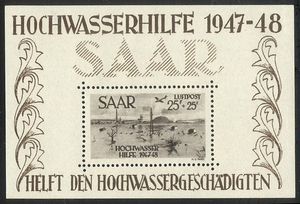 HOCHWASSERHILFE 1947-48
SAAR
SAAR
LUFTPOST
25F+25F
HOCHWASSER
HILFE 1947-48
HELFT DEN HOCHWASSERGESCHÄDIGTEN